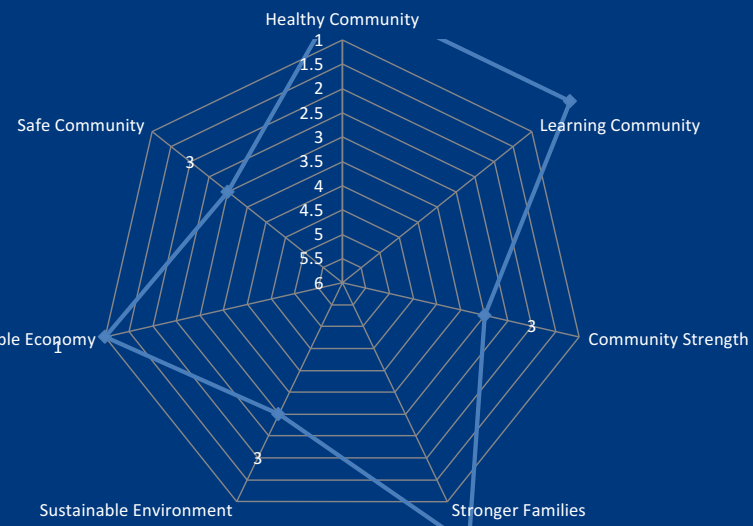 Healthy Community
1
1.5
Safe Community
2
Learning Community
2.5
3
3
3.5
4
4.5
5
5.5
6
ble Economy
1
3
Community Strength
3
Sustainable Environment
Stronger Families